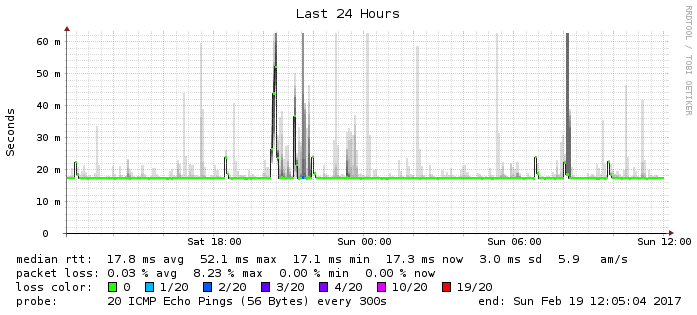 Last 24 Hours
RRDTOOL / TOBI OETIKER
Seconds
60 m
50 m
40 m
30 m
20 m
10 m
0
Sat 18:00 Sun 00:00 Sun 06:00 Sun 12:00
median rtt: 17.8 ms avg 52.1 ms max 17.1 ms min 17.3 ms now 3.0 ms sd 5.9 am/s
packet loss: 0.03 % avg 8.23 % max 0.00 % min 0.00 % now
loss color: 0 1/20 2/20 3/20 4/20 10/20 19/20
probe: 20 ICMP Echo Pings (56 Bytes) every 300s end: Sun Feb 19 12:05:04 2017